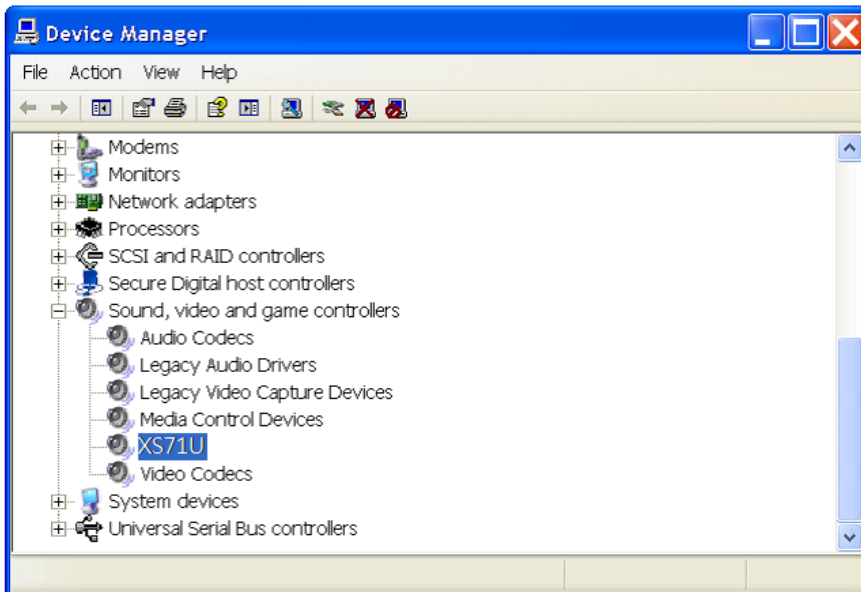 Device Manager
File Action View Help
Modems
Monitors
Network adapters
Processors
SCSI and RAID controllers
Secure Digital host controllers
Sound, video and game controllers
Audio Codecs
Legacy Audio Drivers
Legacy Video Capture Devices
Media Control Devices
XS71U
Video Codecs
System devices
Universal Serial Bus controllers